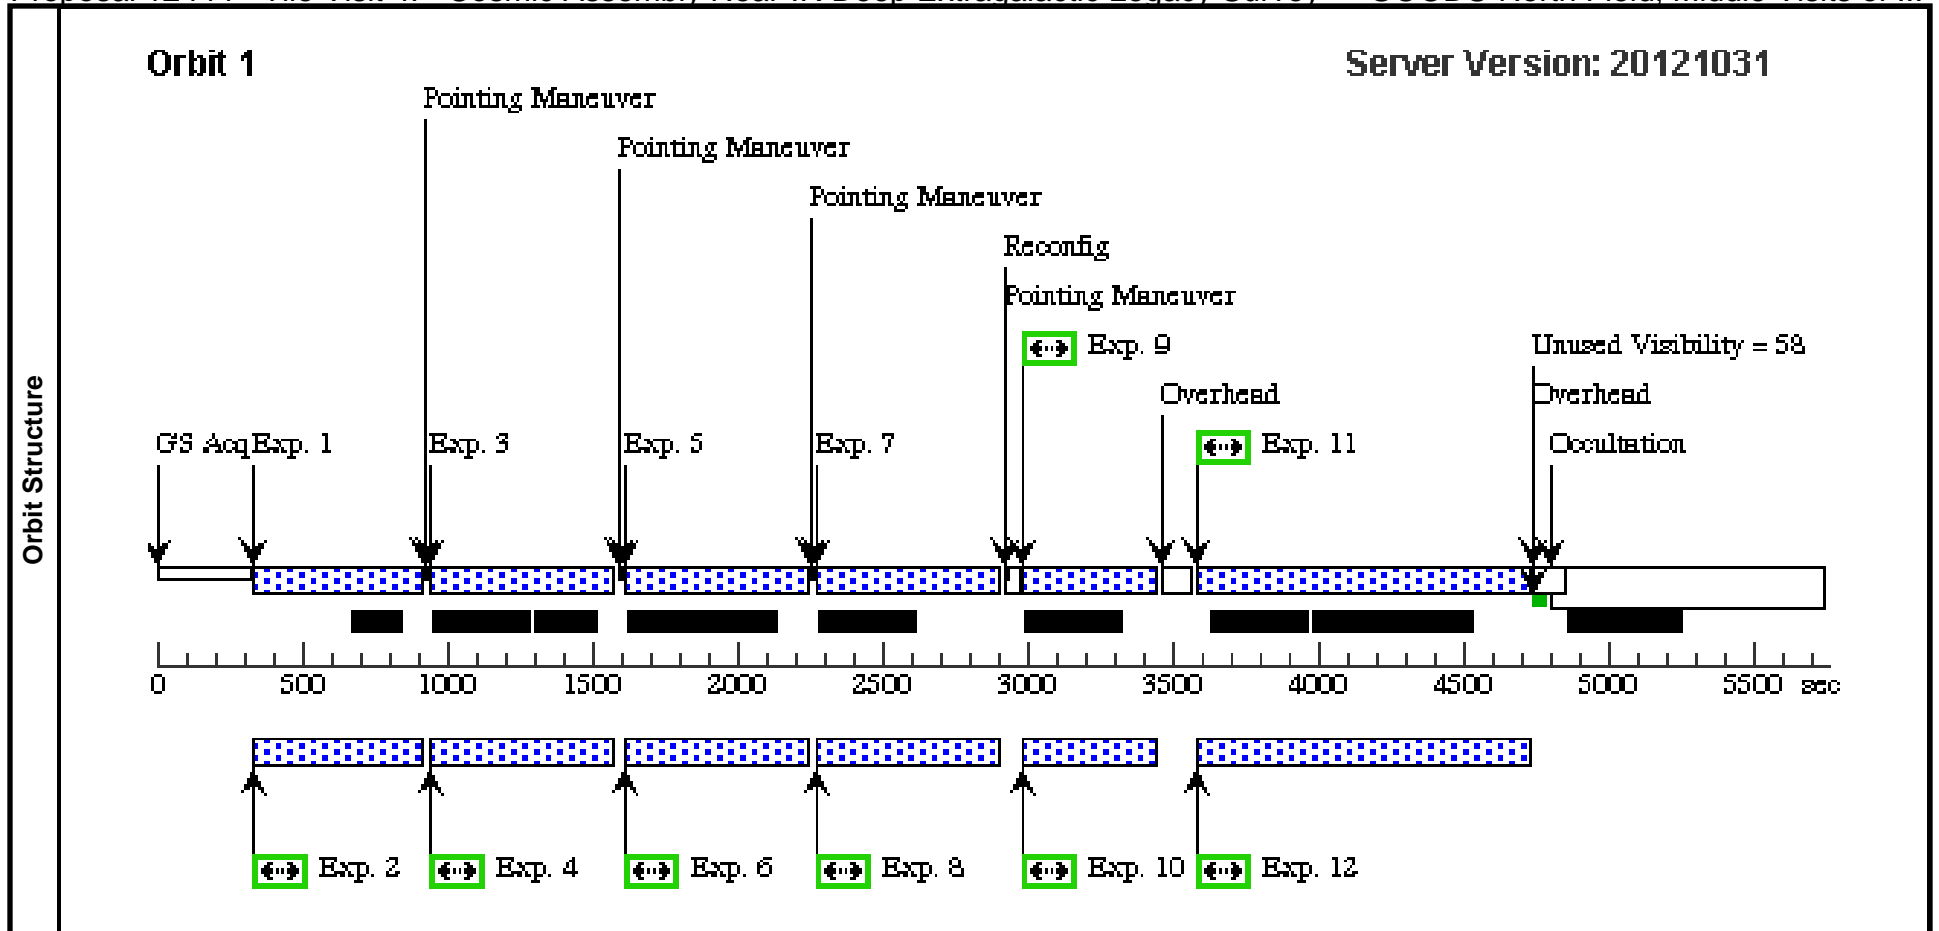 Orbit 1
Server Version: 20121031
Pointing Maneuver
Pointing Maneuver
Pointing Maneuver
Reconfig
Pointing Maneuver
Exp. 9
Unused Visibility = 58
Overhead
Overhead
GS Acq Exp. 1
Exp. 3
Exp. 5
Exp. 7
Exp. 11
Occultation
Orbit Structure
0 500 1000 1500 2000 2500 3000 3500 4000 4500 5000 5500 sec
Exp. 2
Exp. 4
Exp. 6
Exp. 8
Exp. 10
Exp. 12